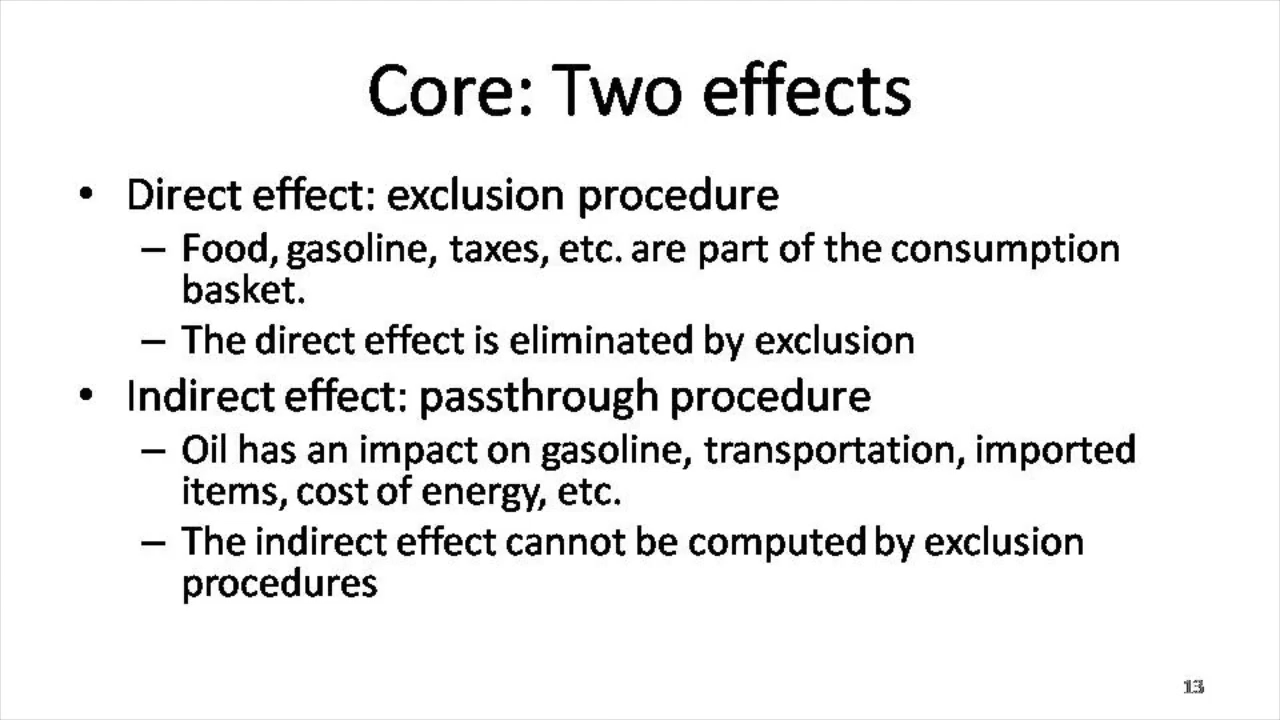 Core: Two effects
• Direct effect: exclusion procedure
– Food, gasoline, taxes, etc. are part of the consumption
basket.
– The direct effect is eliminated by exclusion
• Indirect effect: passthrough procedure
– Oil has an impact on gasoline, transportation, imported
items, cost of energy, etc.
– The indirect effect cannot be computed by exclusion
procedures
13